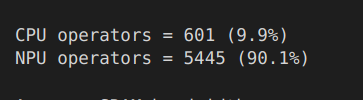 CPU operators = 601 (9.9%)
NPU operators = 5445 (90.1%)